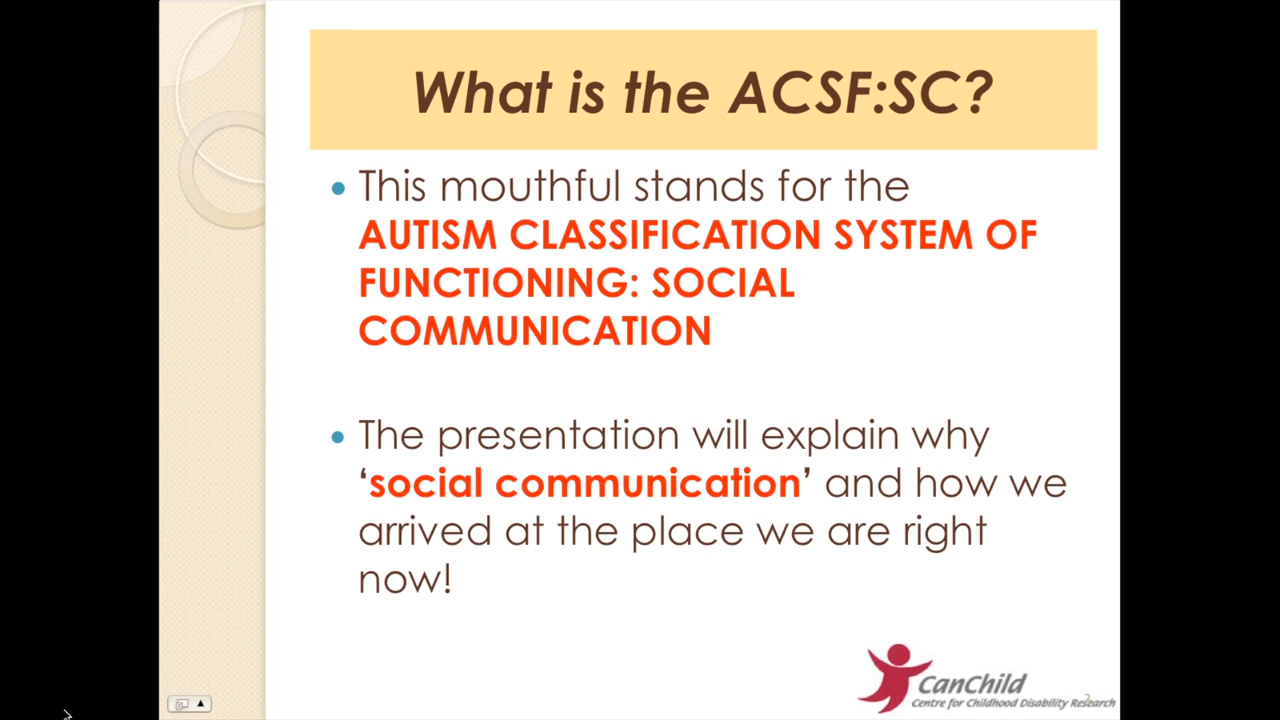 What is the ACSF:SC?
• This mouthful stands for the
AUTISM CLASSIFICATION SYSTEM OF
FUNCTIONING: SOCIAL
COMMUNICATION
• The presentation will explain why
‘social communication’ and how we
arrived at the place we are right
now!
CanChild
Centre for Childhood Disability Research
2